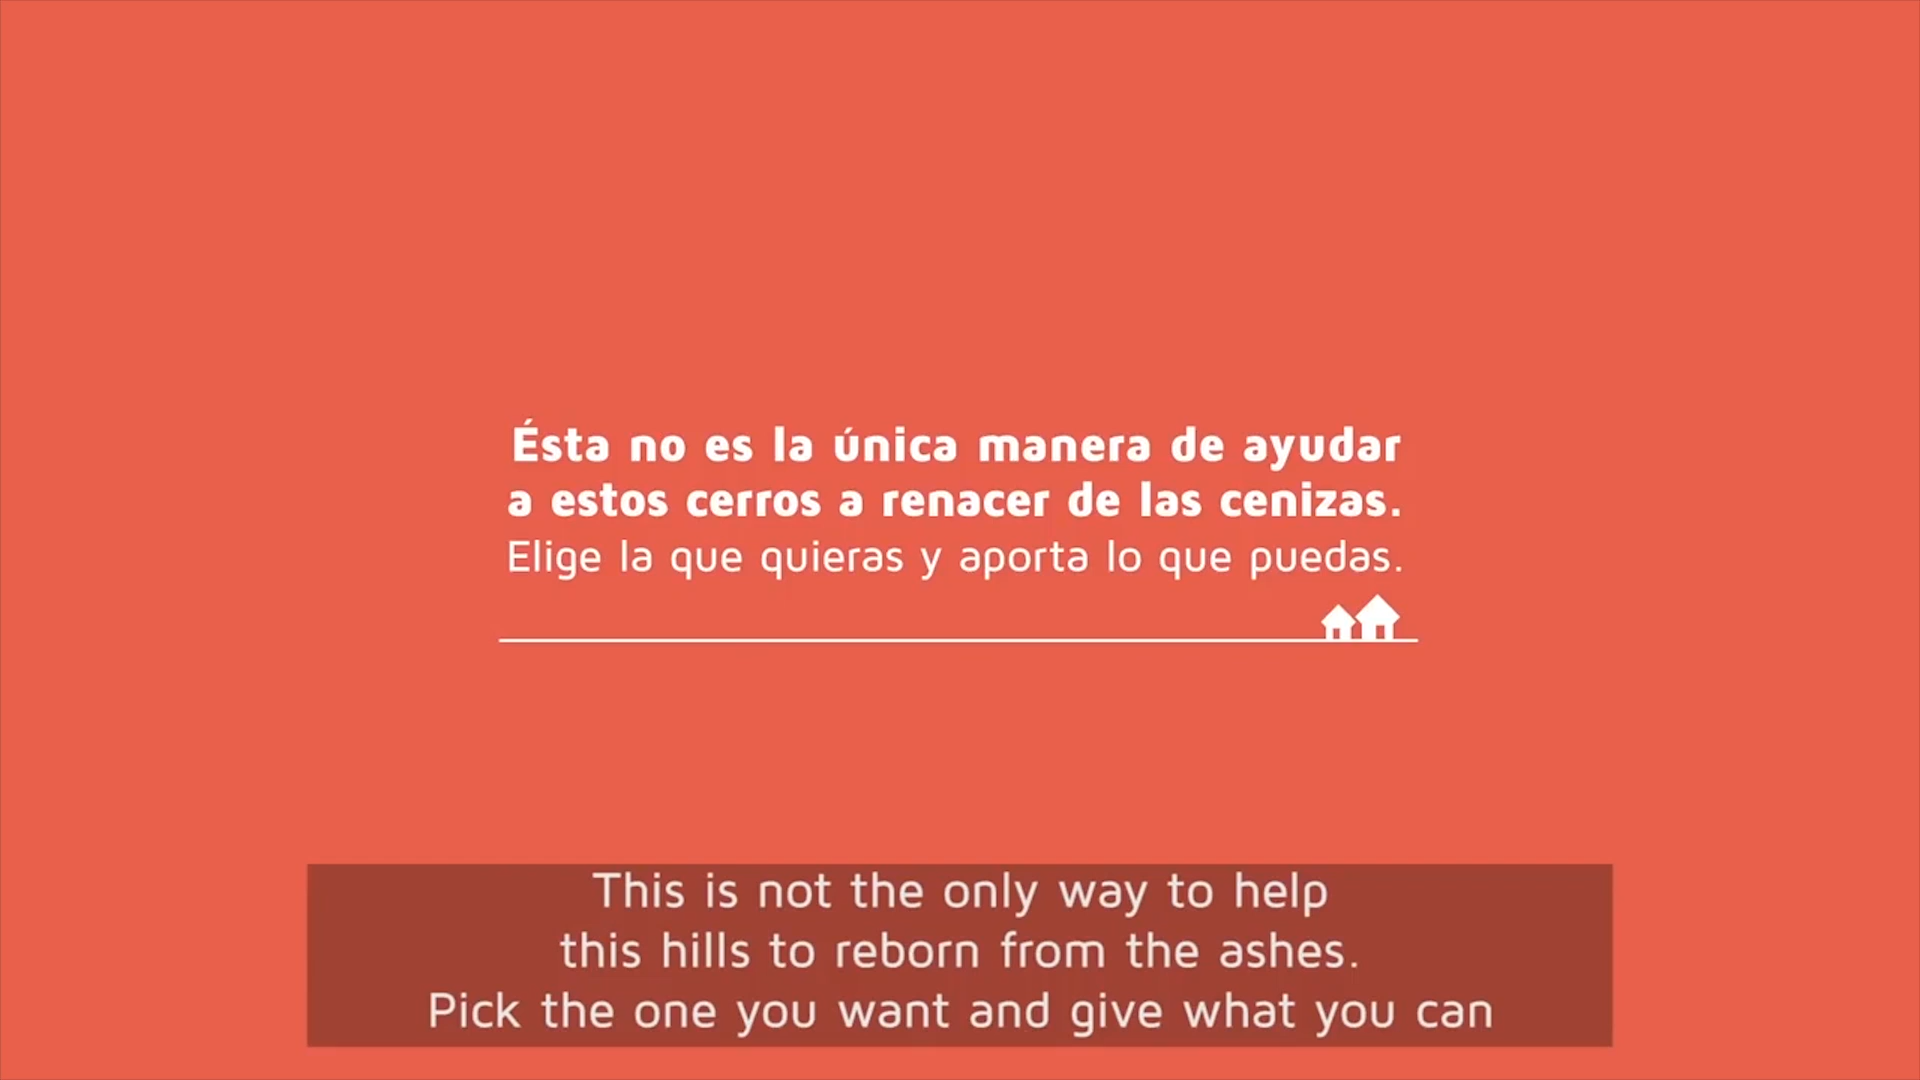 Ésta no es la única manera de ayudar
a estos cerros a renacer de las cenizas.
Elige la que quieras y aporta lo que puedas.
This is not the only way to help
this hills to reborn from the ashes.
Pick the one you want and give what you can